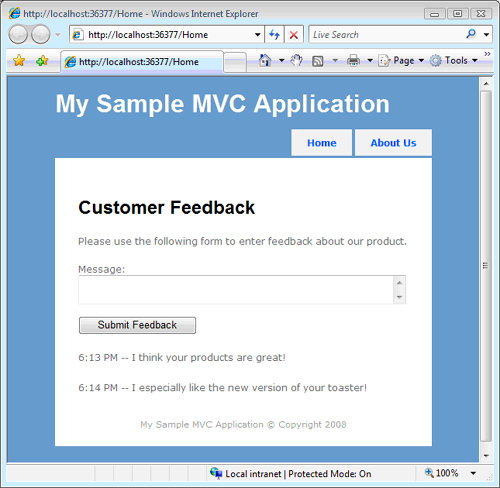 http://localhost:36377/Home - Windows Internet Explorer
http://localhost:36377/Home
Live Search
http://localhost:36377/Home
Page
Tools
My Sample MVC Application
Home
About Us
Customer Feedback
Please use the following form to enter feedback about our product.
Message:
Submit Feedback
6:13 PM -- I think your products are great!
6:14 PM -- I especially like the new version of your toaster!
My Sample MVC Application © Copyright 2008
Local intranet | Protected Mode: On
100%